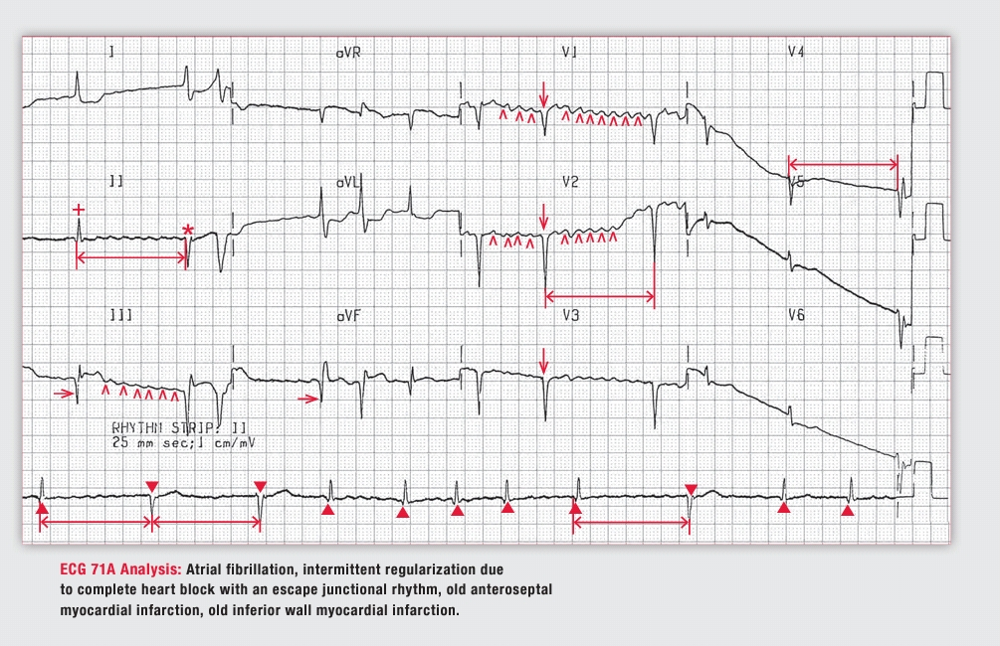 I aVR V1 V4
II aVL V2 V5
+
*
III aVF V3 V6
RHYTHM STRIP: II
25 mm sec;1 cm/mV
ECG 71A Analysis: Atrial fibrillation, intermittent regularization due
to complete heart block with an escape junctional rhythm, old anteroseptal
myocardial infarction, old inferior wall myocardial infarction.